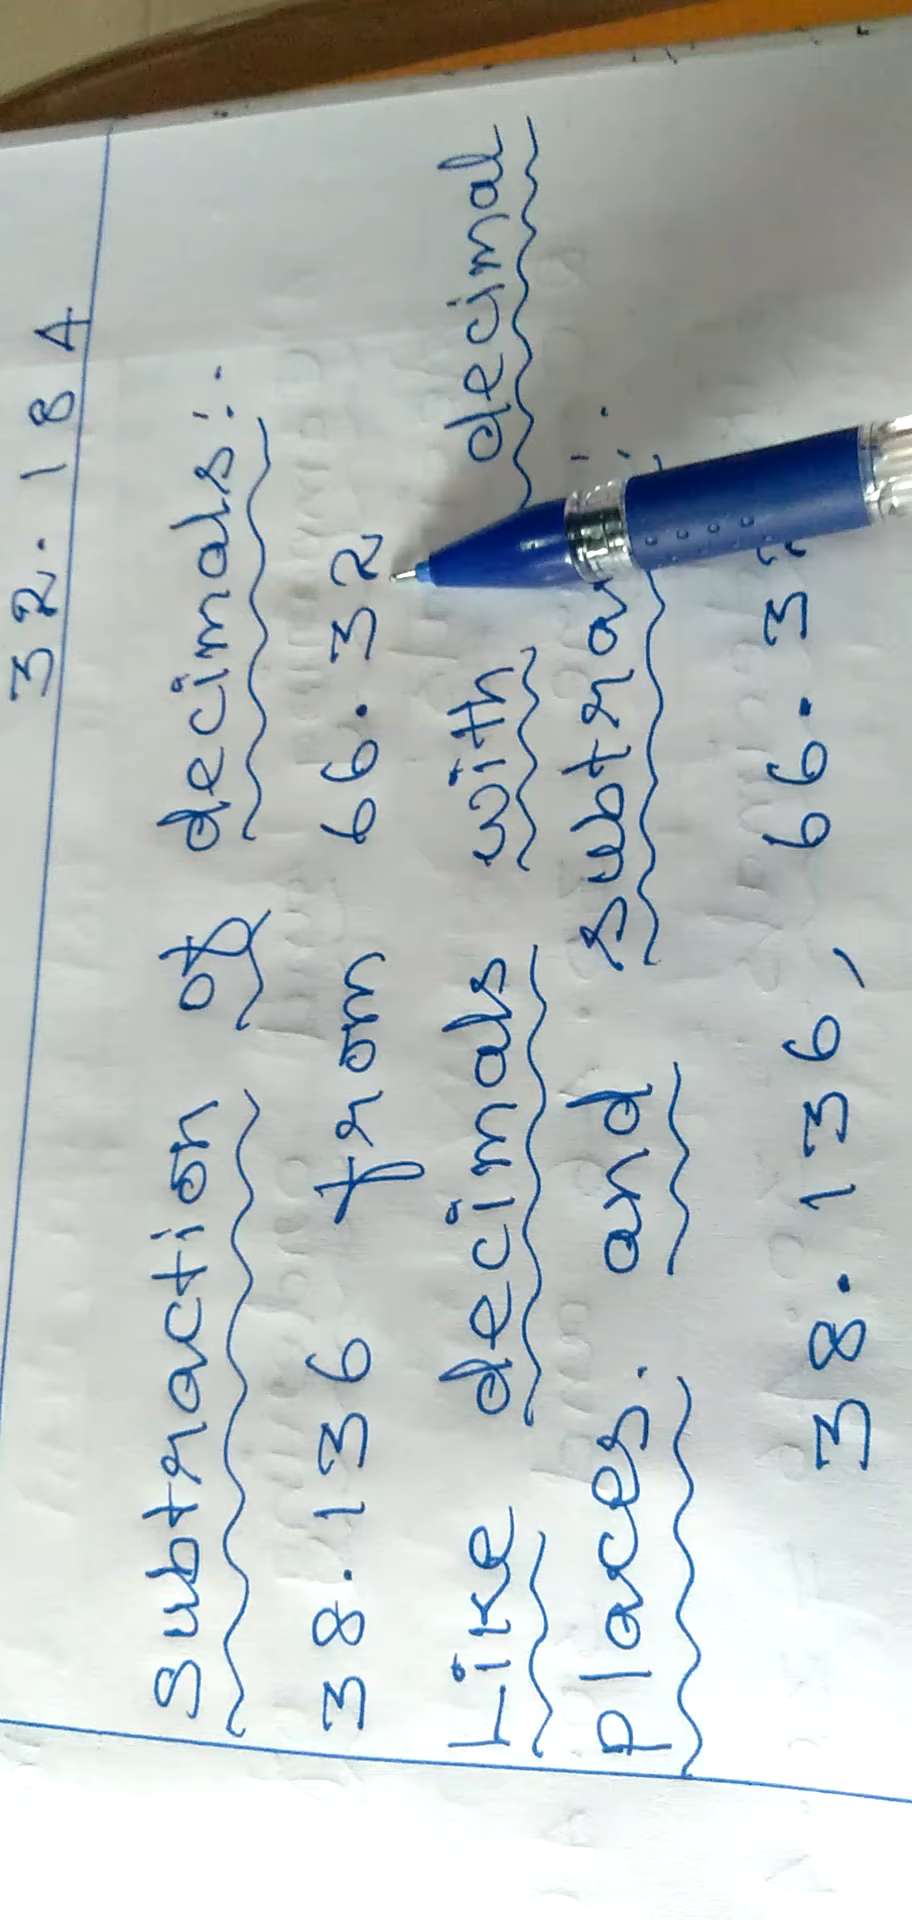 32.184
Subtraction of decimals:.
38.136 from 66.32
Like decimals with decimal
places. and
38.136, 66.3